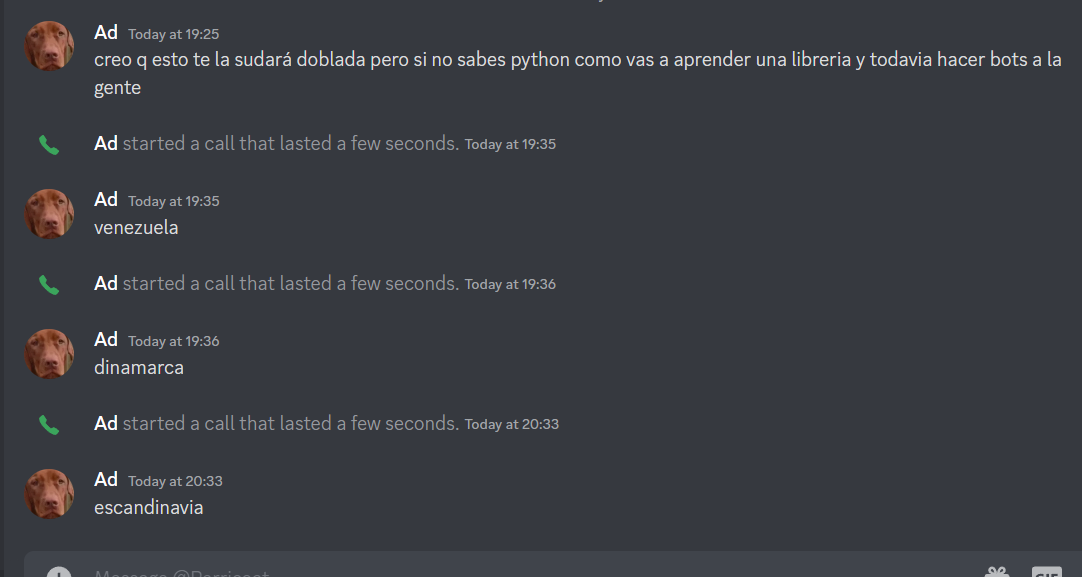 Ad Today at 19:25
creo q esto te la sudará doblada pero si no sabes python como vas a aprender una libreria y todavia hacer bots a la
gente
Ad started a call that lasted a few seconds. Today at 19:35
Ad Today at 19:35
venezuela
Ad started a call that lasted a few seconds. Today at 19:36
Ad Today at 19:36
dinamarca
Ad started a call that lasted a few seconds. Today at 20:33
Ad Today at 20:33
escandinavia
Message GIF